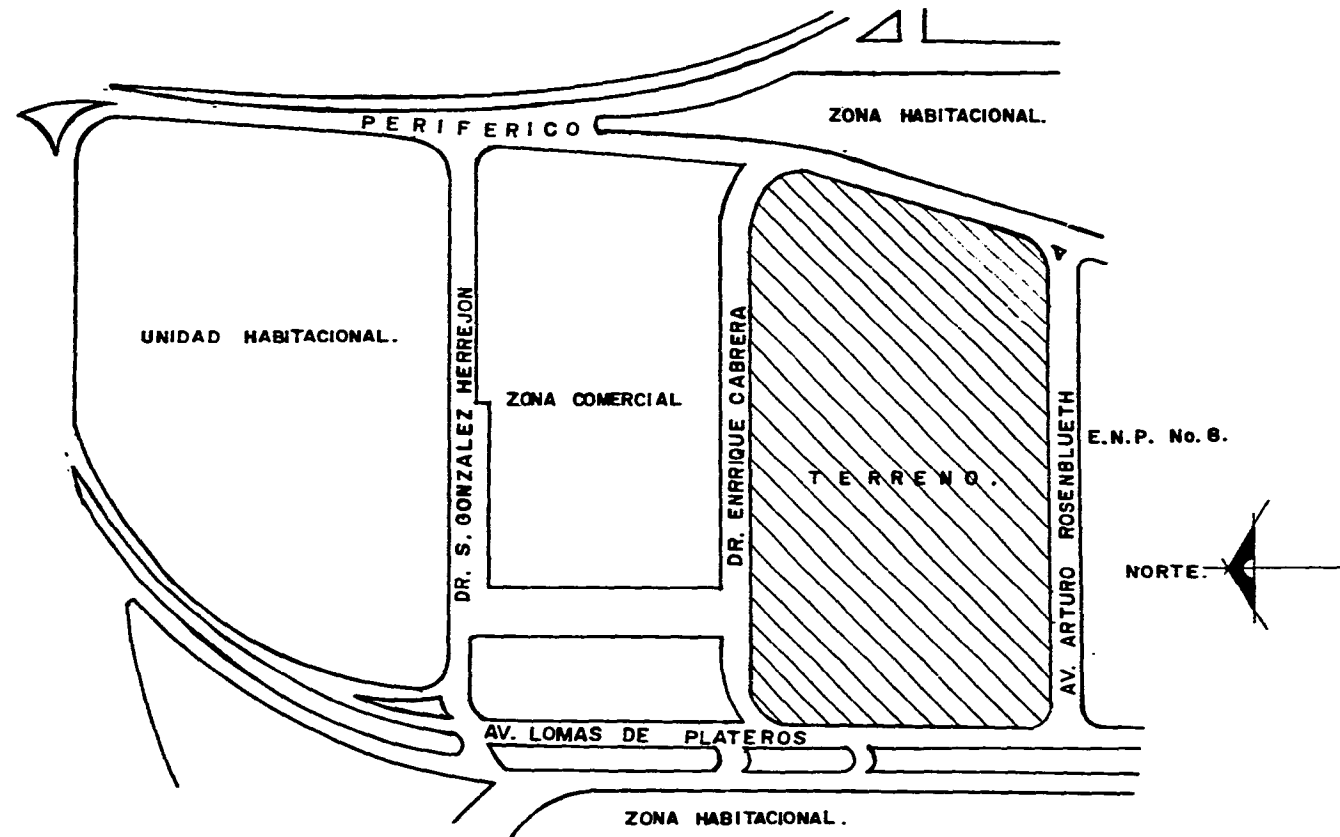 ZONA HABITACIONAL.
PERIFERICO
UNIDAD HABITACIONAL.
DR. S. GONZALEZ HERREJON
ZONA COMERCIAL
DR. ENRRIQUE CABRERA
TERRENO.
AV. ARTURO ROSENBLUETH
E.N.P. No. 8.
NORTE.
AV. LOMAS DE PLATEROS
ZONA HABITACIONAL.